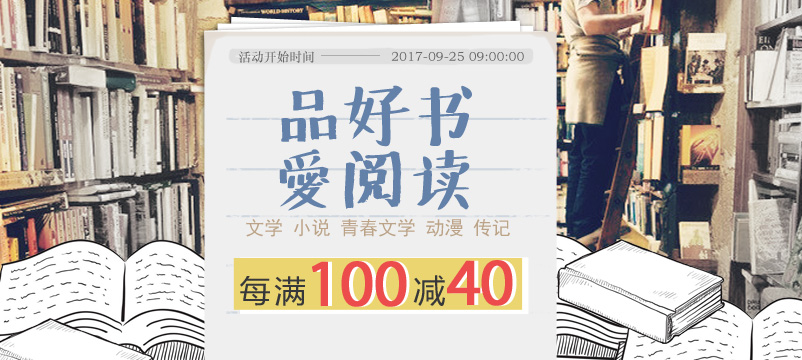 活动开始时间 2017-09-25 09:00:00
品好书
愛阅读
文学 小说 青春文学 动漫 传记
每满100减40